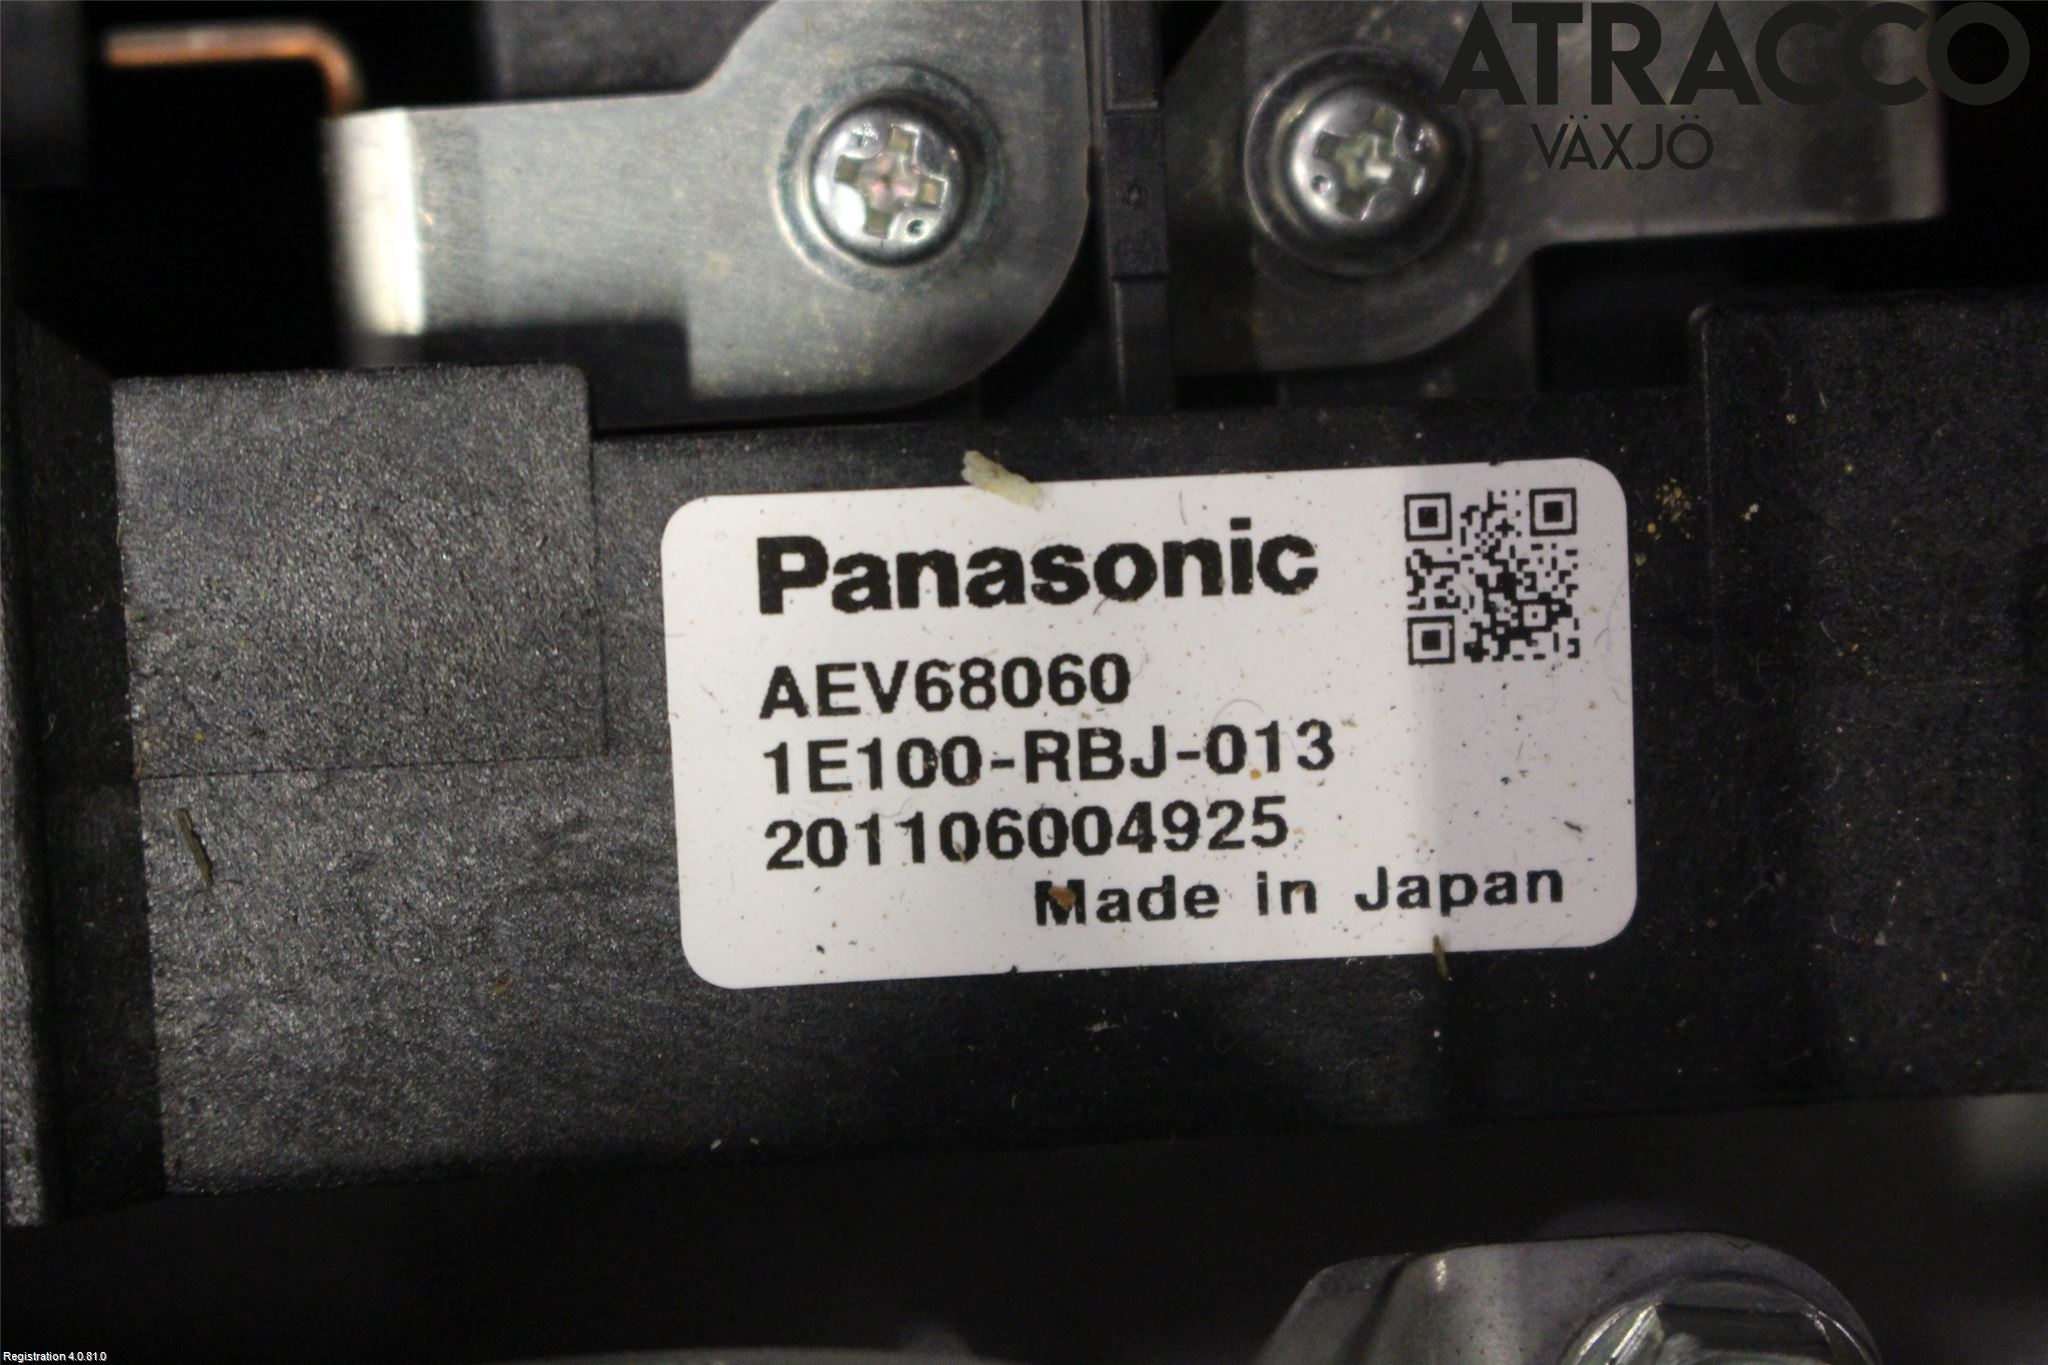 ATRACCO
VÄXJÖ
Panasonic
AEV68060
1E100-RBJ-013
201106004925
Made in Japan
Registration 4.0.81.0